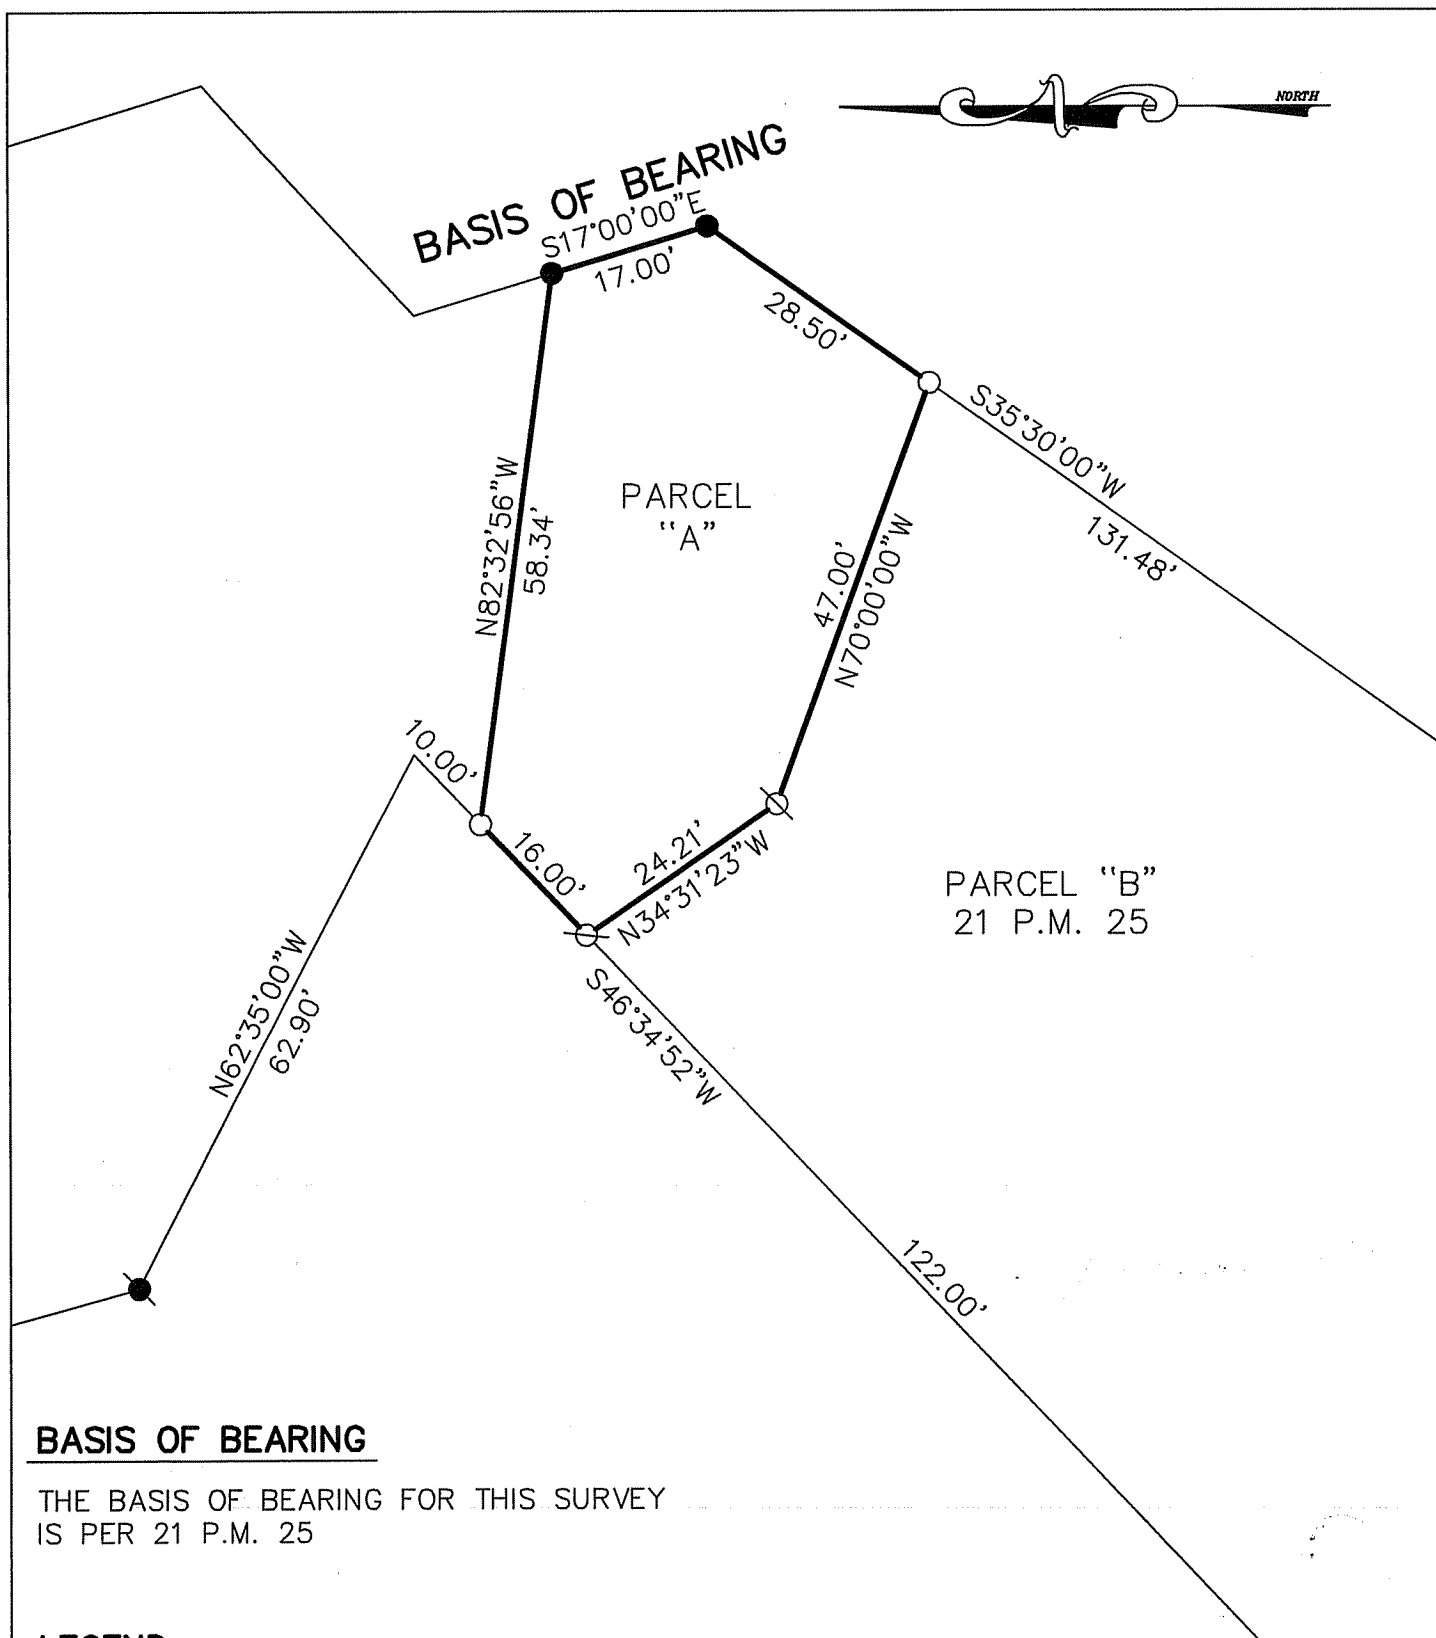 NORTH
BASIS OF BEARING
S17°00'00"E
17.00'
28.50'
S35°30'00"W
131.48'
PARCEL
"A"
N82°32'56"W
58.34'
47.00'
N70°00'00"W
10.00'
16.00'
24.21'
N34°31'23"W
PARCEL "B"
21 P.M. 25
S46°34'52"W
N62°35'00"W
62.90'
122.00'
BASIS OF BEARING
THE BASIS OF BEARING FOR THIS SURVEY
IS PER 21 P.M. 25